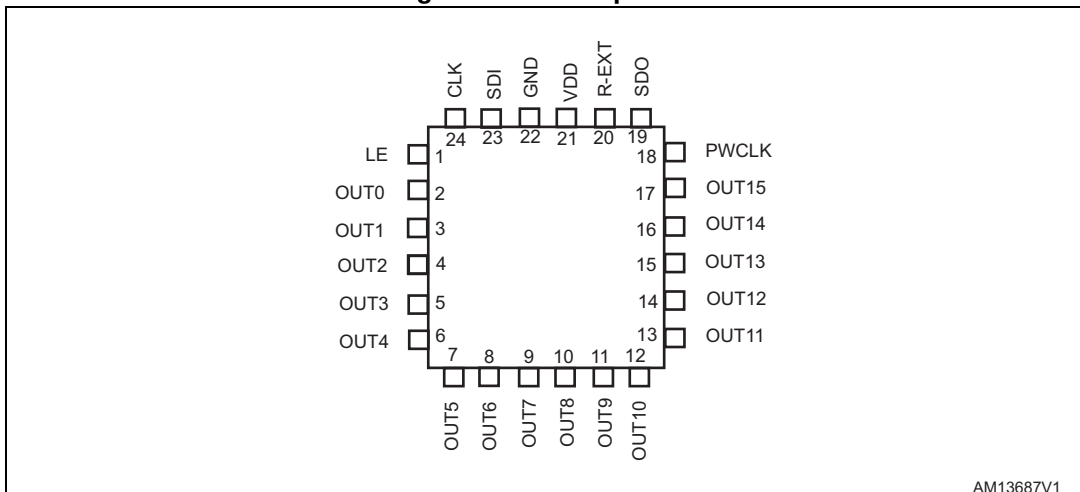 CLK
SDI
GND
VDD
R-EXT
SDO
24 23 22 21 20 19
LE 1 18 PWCLK
OUT0 2 17 OUT15
OUT1 3 16 OUT14
OUT2 4 15 OUT13
OUT3 5 14 OUT12
OUT4 6 13 OUT11
7 8 9 10 11 12
OUT5
OUT6
OUT7
OUT8
OUT9
OUT10
AM13687V1